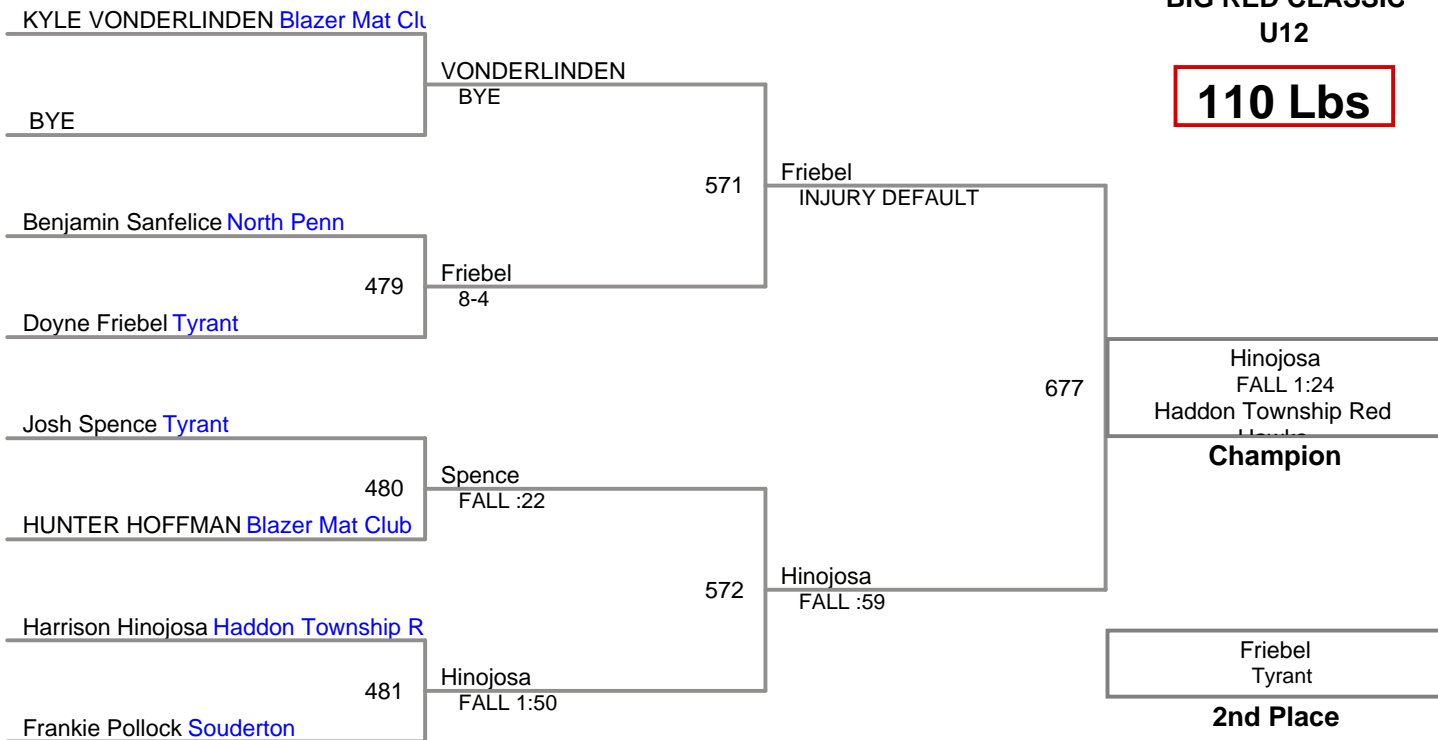 BIG RED CLASSIC
U12
110 Lbs
KYLE VONDERLINDEN Blazer Mat Clu
BYE
VONDERLINDEN
BYE
Benjamin Sanfelice North Penn
479
Doyne Friebel Tyrant
Friebel
8-4
571
Friebel
INJURY DEFAULT
Josh Spence Tyrant
480
HUNTER HOFFMAN Blazer Mat Club
Spence
FALL :22
Harrison Hinojosa Haddon Township R
481
Frankie Pollock Souderton
Hinojosa
FALL 1:50
572
Hinojosa
FALL :59
677
Hinojosa
FALL 1:24
Haddon Township Red
Champion
Friebel
Tyrant
2nd Place